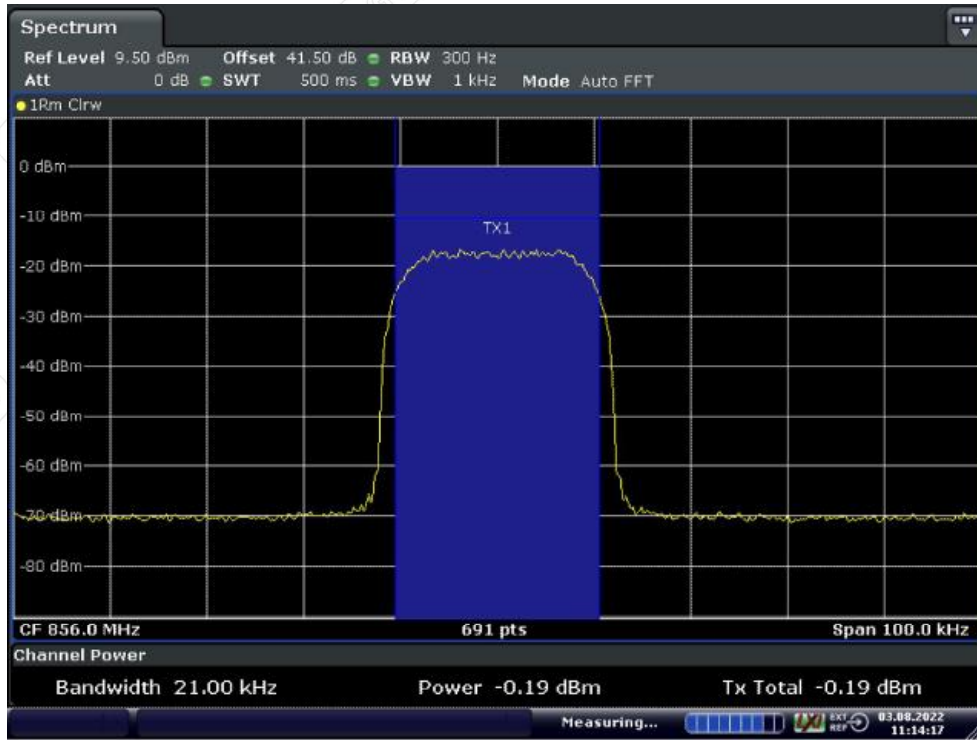 Spectrum
Ref Level 9.50 dBm Offset 41.50 dB RBW 300 Hz
Att 0 dB SWT 500 ms VBW 1 kHz Mode Auto FFT
1Rm Clrw
0 dBm
-10 dBm
TX1
-20 dBm
-30 dBm
-40 dBm
-50 dBm
-60 dBm
-70 dBm
-80 dBm
CF 856.0 MHz 691 pts Span 100.0 kHz
Channel Power
Bandwidth 21.00 kHz Power -0.19 dBm Tx Total -0.19 dBm
Measuring... LXI EXT REF 03.08.2022
11:14:17